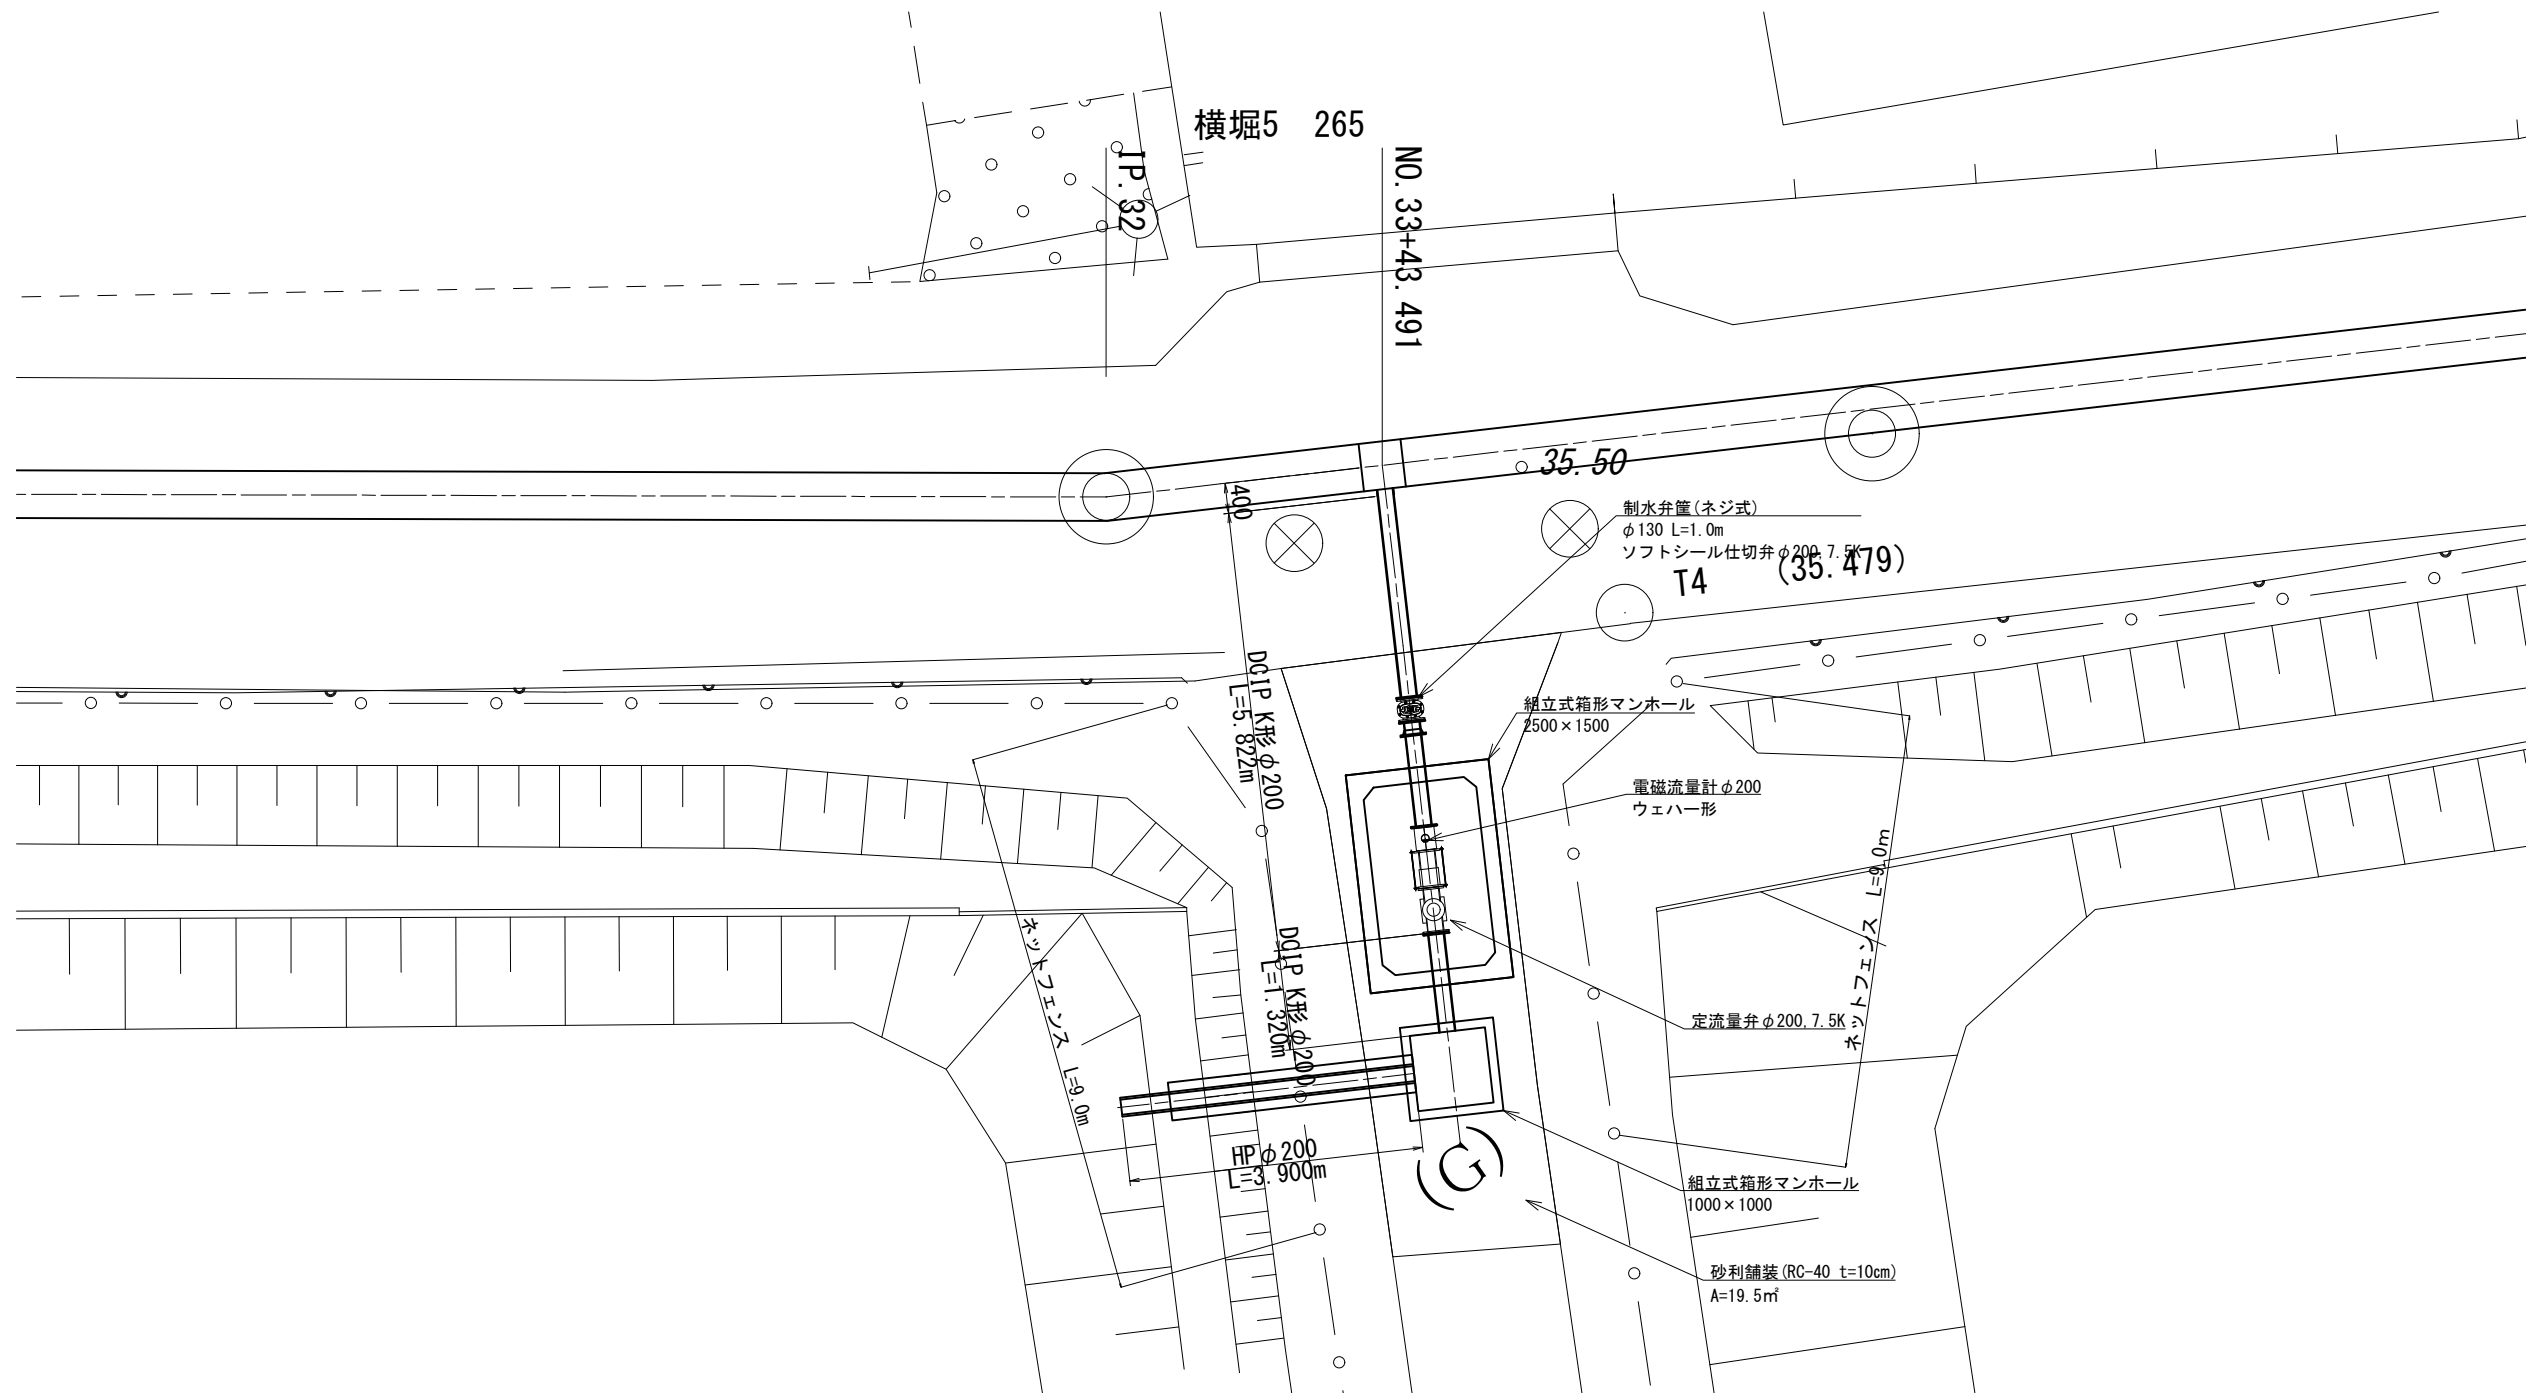 横堀5　265
IP.32
NO.33+43.491
35.50
400
制水弁筐(ネジ式)
φ130 L=1.0m
ソフトシール仕切弁φ200,7.5K
T4　(35.479)
DCIP K形φ200
L=5.822m
組立式箱形マンホール
2500×1500
電磁流量計φ200
ウェハー形
ネットフェンス L=9.0m
ネットフェンス L=9.0m
DCIP K形φ200
L=1.320m
定流量弁φ200,7.5K
HPφ200
L=3.900m
(G)
組立式箱形マンホール
1000×1000
砂利舗装(RC-40 t=10cm)
A=19.5㎡